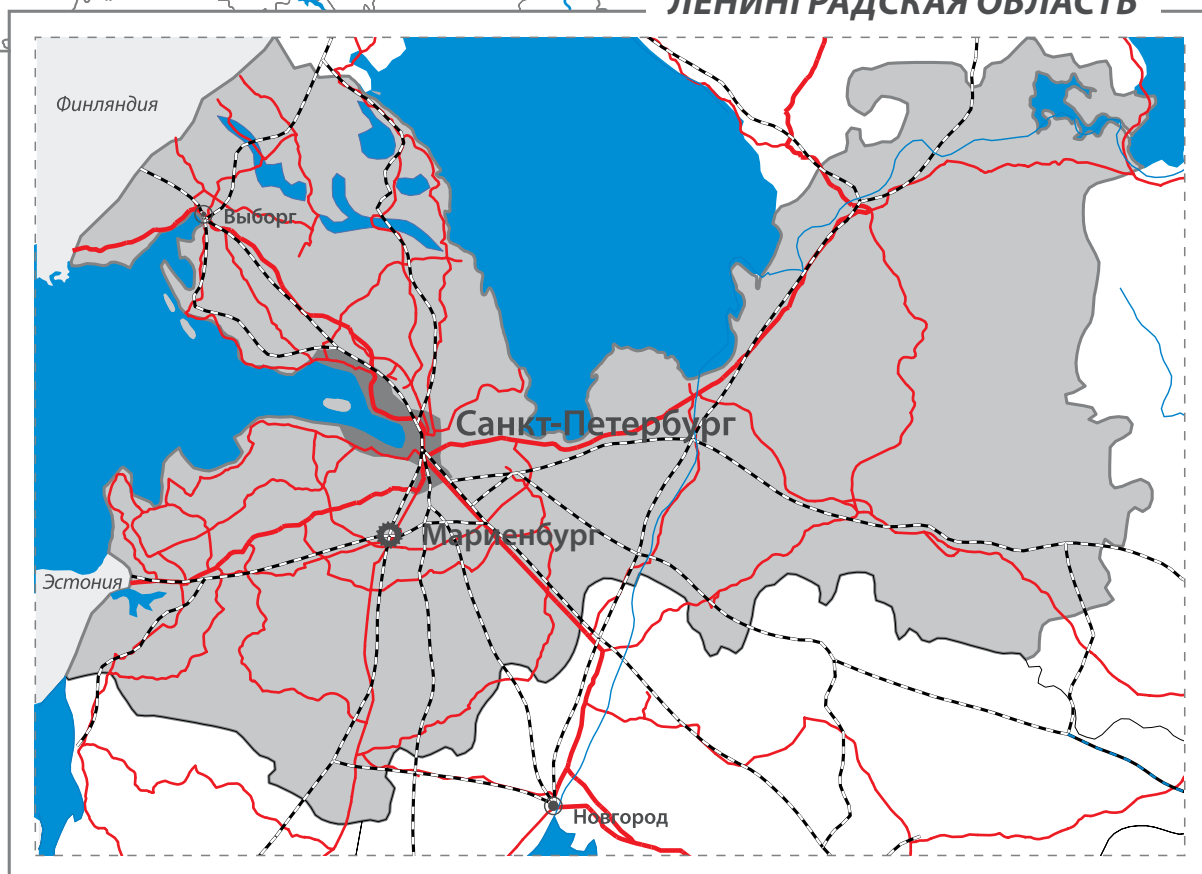 ЛЕНИНГРАДСКАЯ ОБЛАСТЬ
Финляндия
Выборг
Санкт-Петербург
Мариенбург
Эстония
Новгород